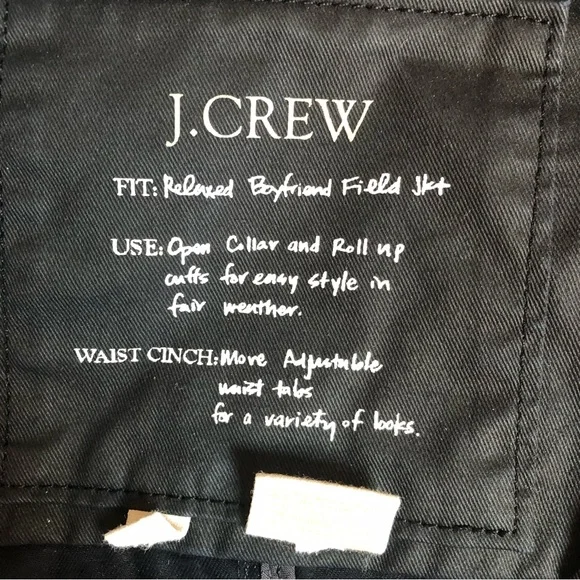 J.CREW
FIT: Relaxed Boyfriend Field Jkt
USE: Open Collar and Roll up
cuffs for easy style in
fair weather.
WAIST CINCH: More Adjustable
waist tabs
for a variety of looks.